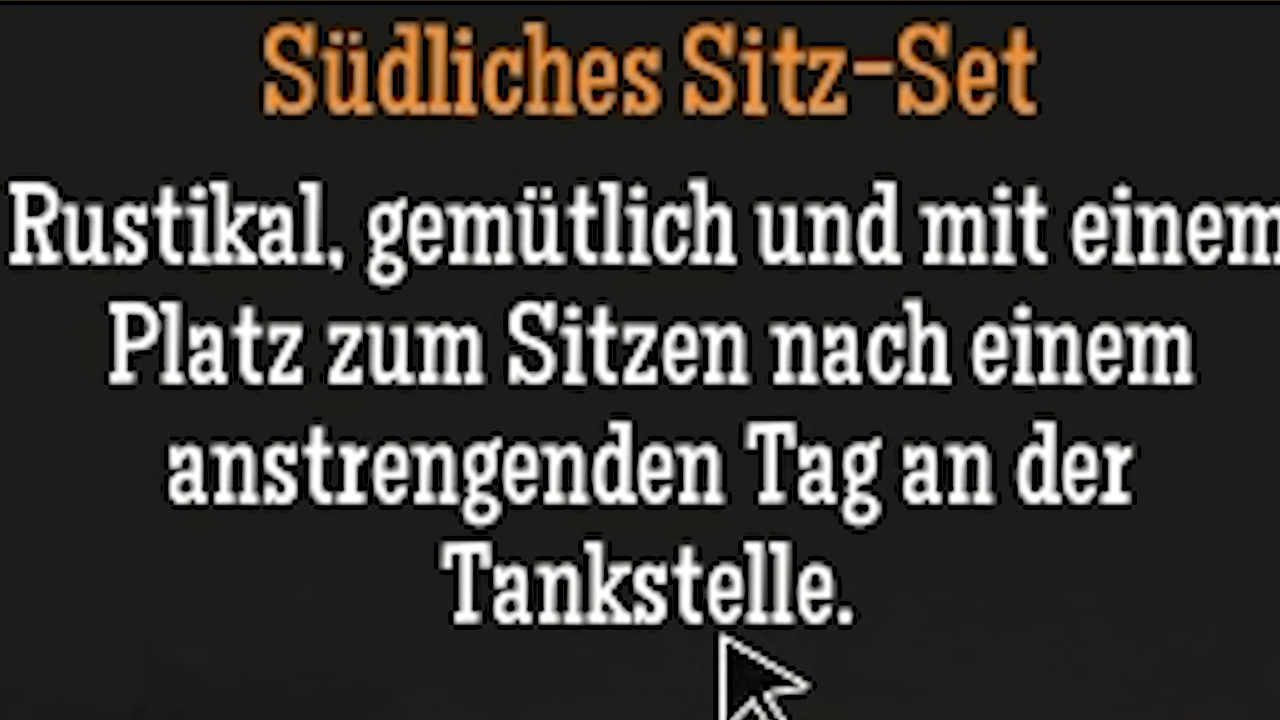 Südliches Sitz-Set
Rustikal, gemütlich und mit einem
Platz zum Sitzen nach einem
anstrengenden Tag an der
Tankstelle.